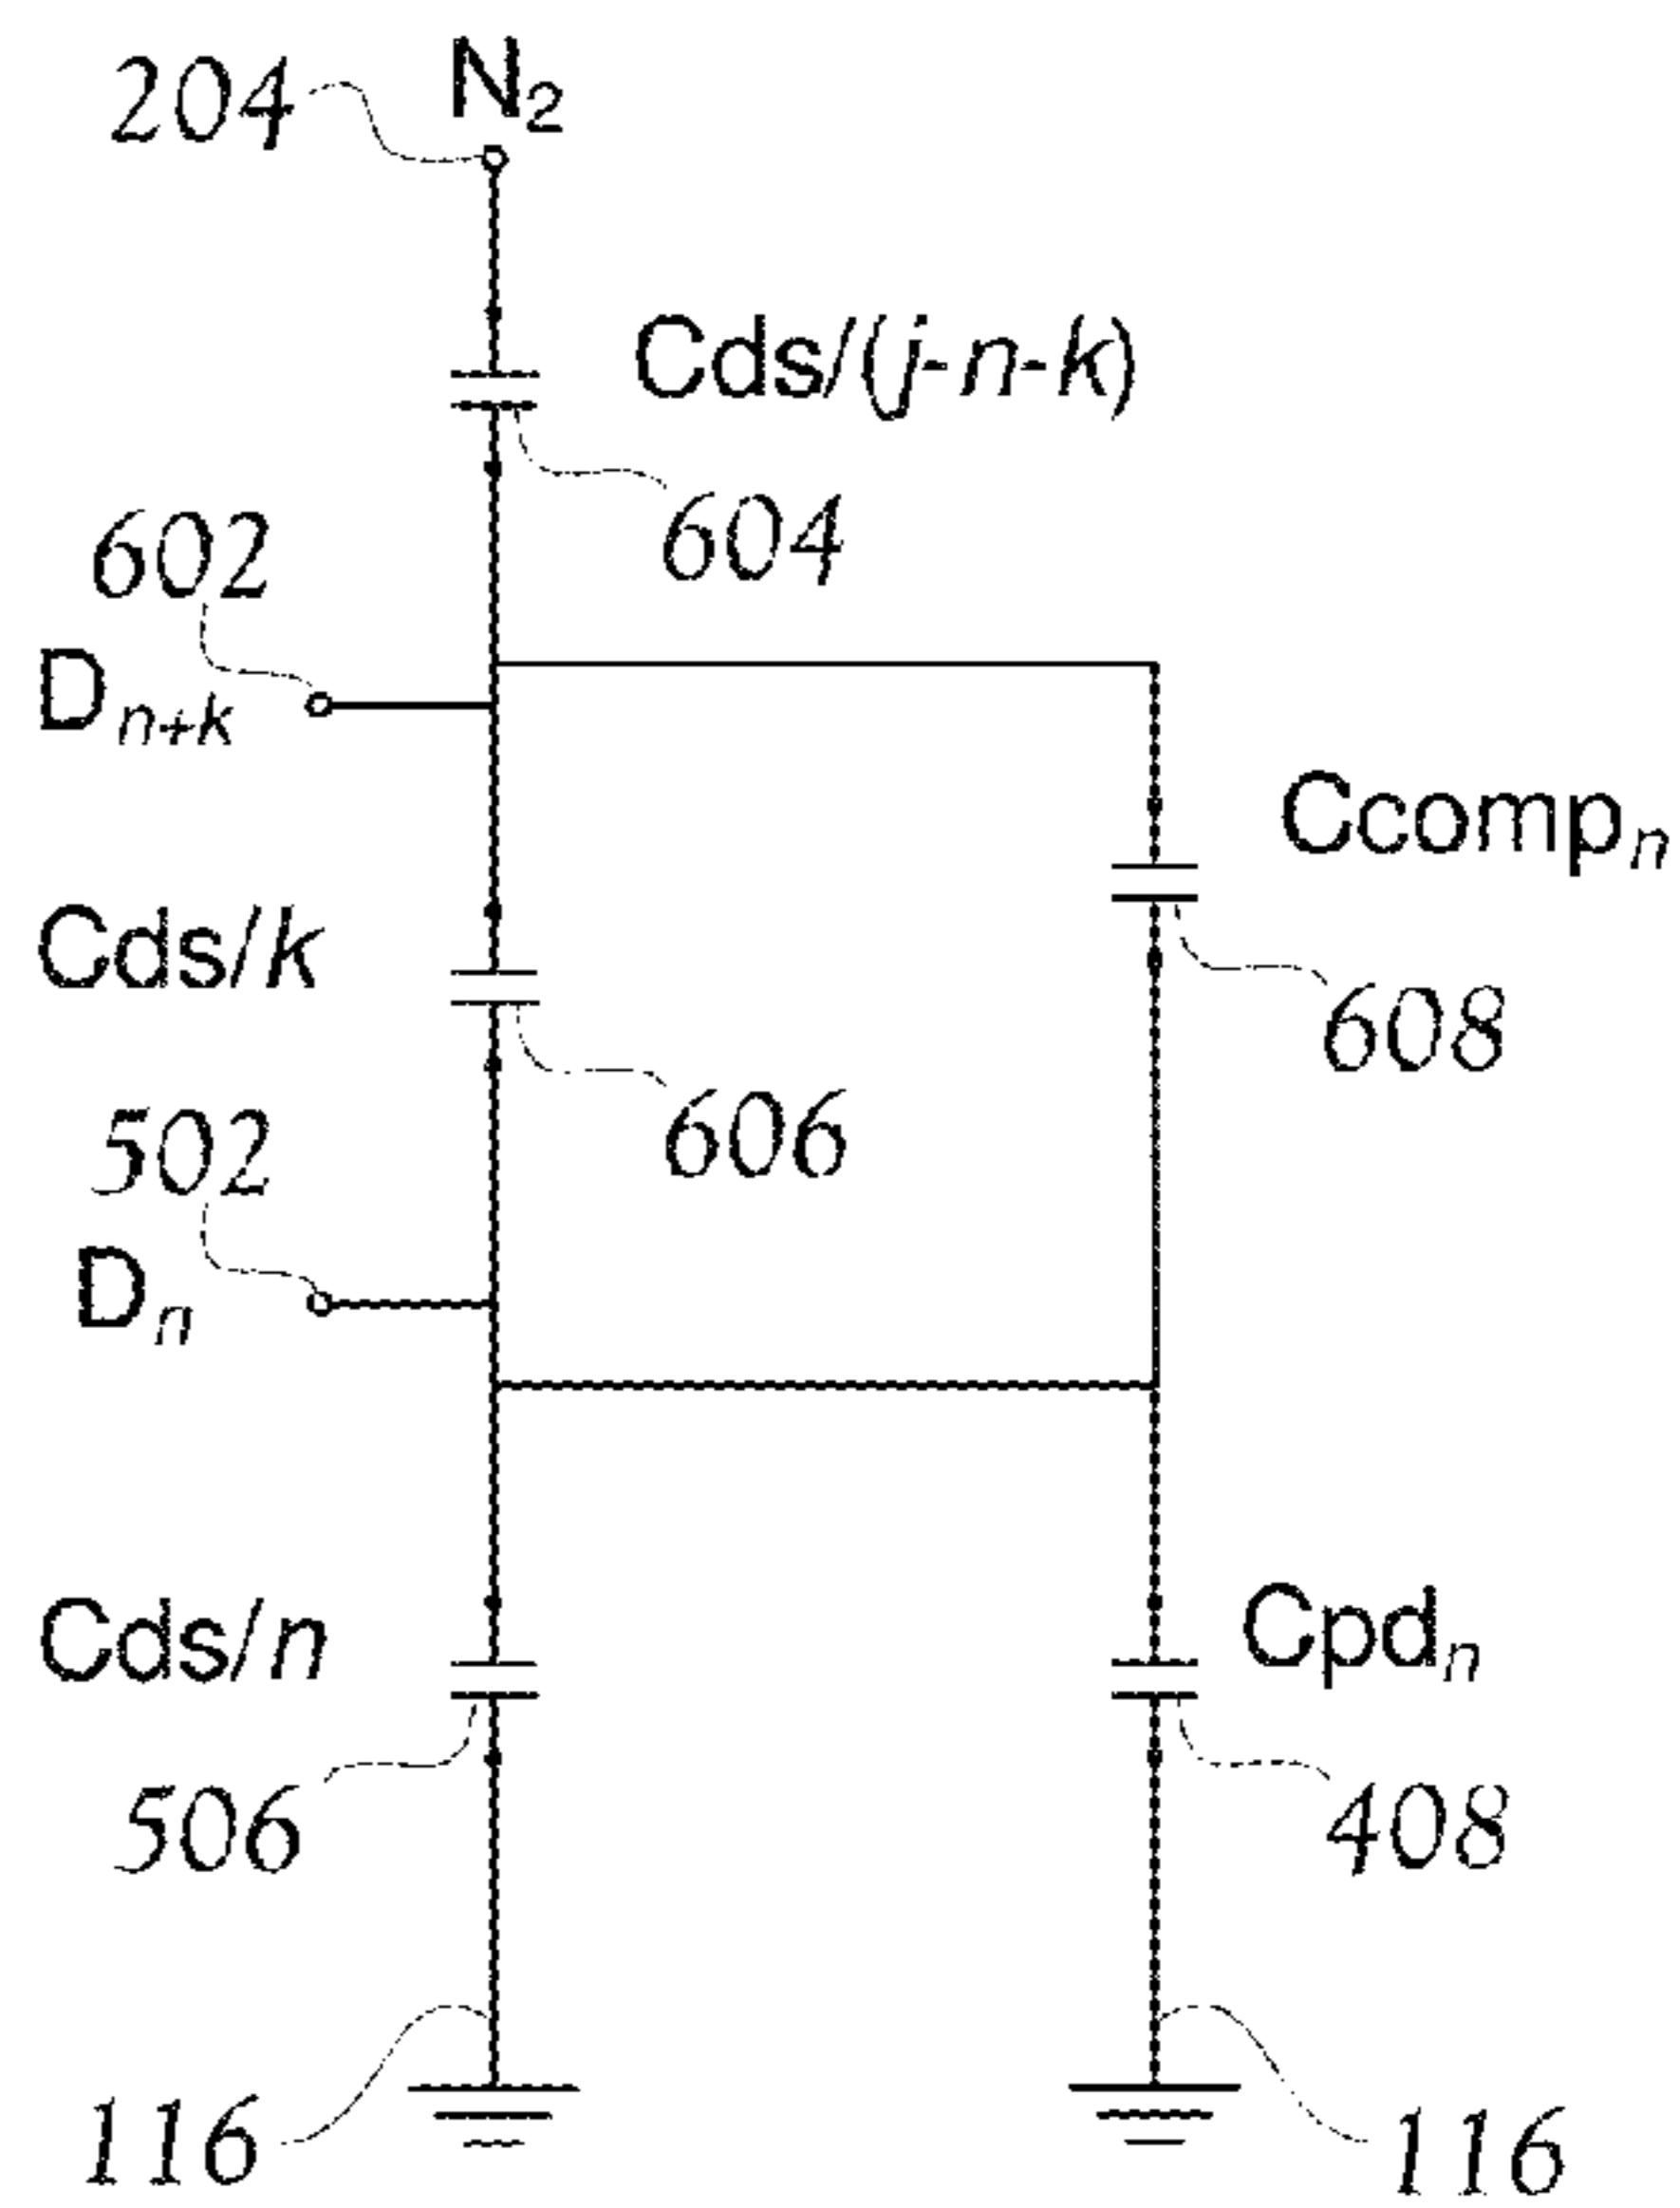 204
N2
Cds/(j-n-k)
604
602
Dn+k
Ccompn
Cds/k
608
606
502
Dn
Cds/n
Cpdn
506
408
116
116